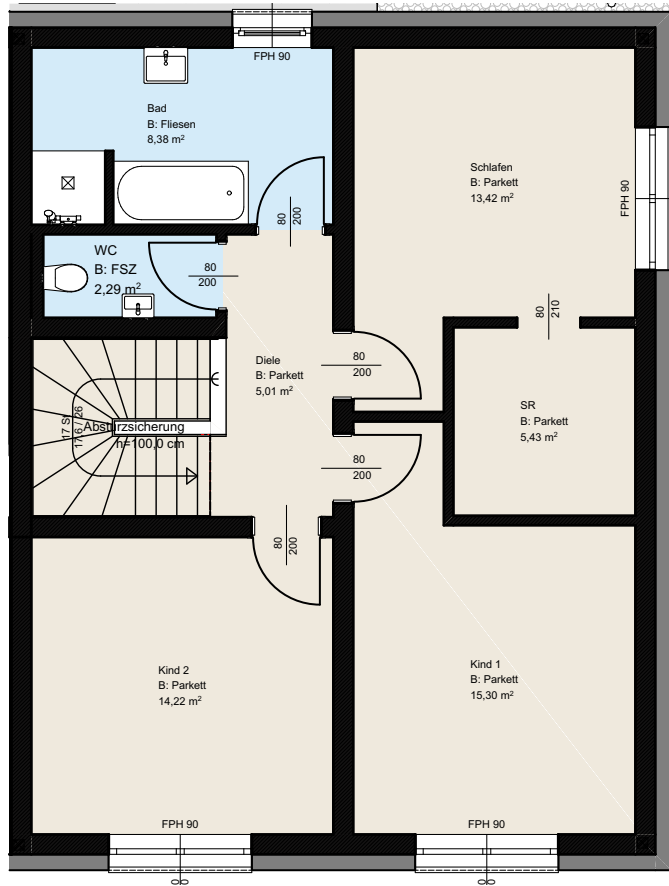 FPH 90
Bad
B: Fliesen
8,38 m²
Schlafen
B: Parkett
13,42 m²
FPH 90
80
200
WC
B: FSZ
2,29 m²
80
200
80
210
Diele
B: Parkett
5,01 m²
80
200
SR
B: Parkett
5,43 m²
17 ST
17,6 / 26
Absturzsicherung
h=100,0 cm
80
200
80
200
Kind 2
B: Parkett
14,22 m²
Kind 1
B: Parkett
15,30 m²
FPH 90
FPH 90